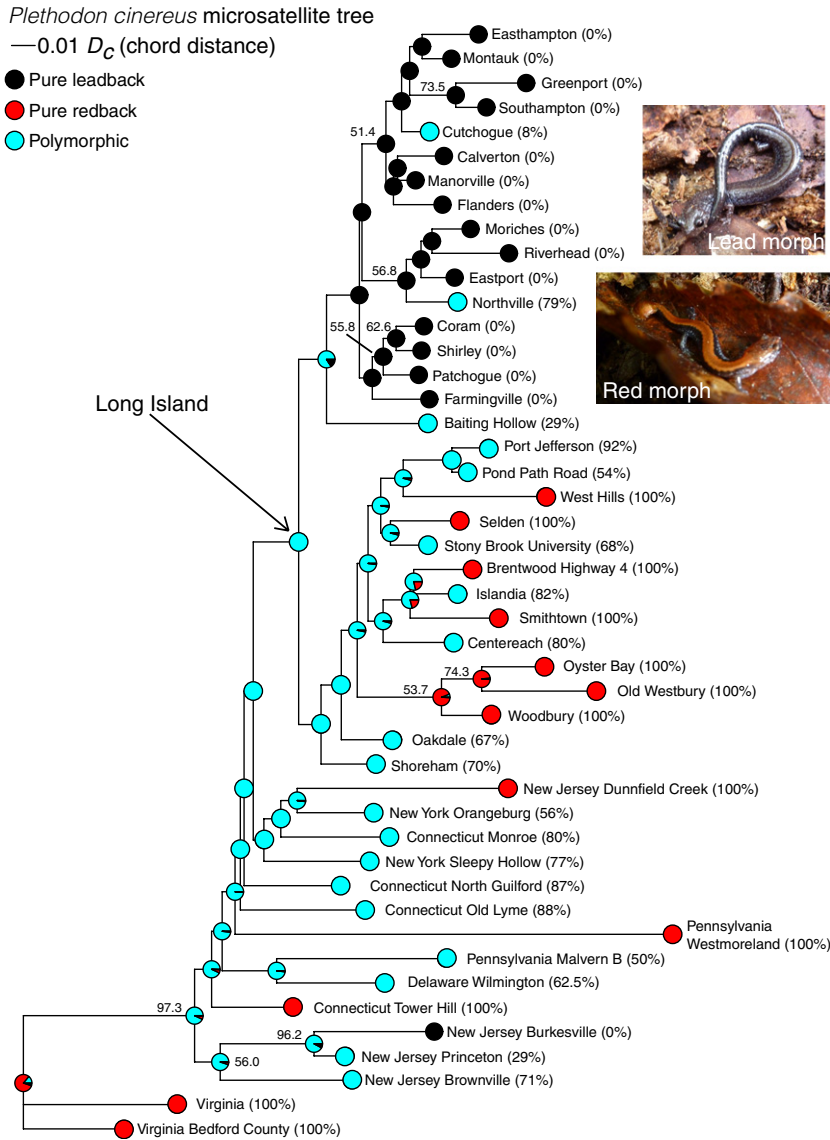 Plethodon cinereus microsatellite tree
0.01 DC (chord distance)
Pure leadback
Pure redback
Polymorphic
Easthampton (0%)
Montauk (0%)
Greenport (0%)
73.5
Southampton (0%)
Cutchogue (8%)
51.4
Calverton (0%)
Manorville (0%)
Flanders (0%)
Moriches (0%)
Riverhead (0%)
56.8
Eastport (0%)
Northville (79%)
Lead morph
55.8
62.6
Coram (0%)
Shirley (0%)
Patchogue (0%)
Farmingville (0%)
Red morph
Long Island
Baiting Hollow (29%)
Port Jefferson (92%)
Pond Path Road (54%)
West Hills (100%)
Selden (100%)
Stony Brook University (68%)
Brentwood Highway 4 (100%)
Islandia (82%)
Smithtown (100%)
Centereach (80%)
Oyster Bay (100%)
74.3
53.7
Old Westbury (100%)
Woodbury (100%)
Oakdale (67%)
Shoreham (70%)
New Jersey Dunnfield Creek (100%)
New York Orangeburg (56%)
Connecticut Monroe (80%)
New York Sleepy Hollow (77%)
Connecticut North Guilford (87%)
Connecticut Old Lyme (88%)
Pennsylvania
Westmoreland (100%)
Pennsylvania Malvern B (50%)
Delaware Wilmington (62.5%)
Connecticut Tower Hill (100%)
97.3
96.2
New Jersey Burkesville (0%)
New Jersey Princeton (29%)
56.0
New Jersey Brownville (71%)
Virginia (100%)
Virginia Bedford County (100%)